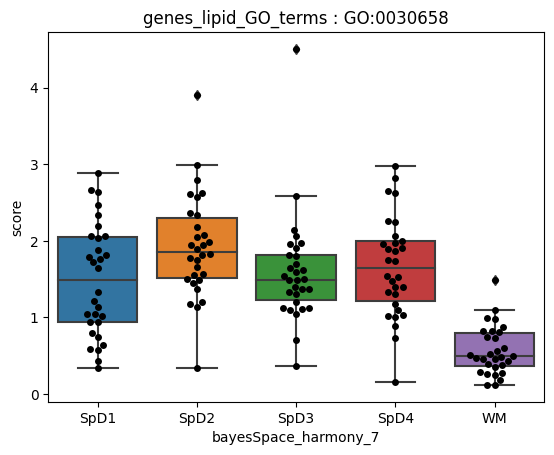 genes_lipid_GO_terms : GO:0030658
4
3
2
1
0
score
SpD1 SpD2 SpD3 SpD4 WM
bayesSpace_harmony_7